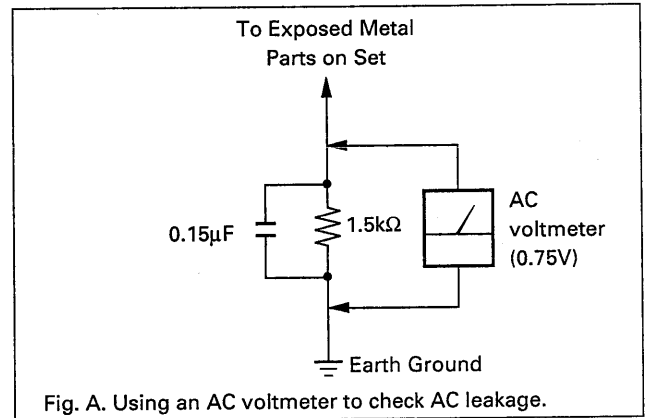 To Exposed Metal
Parts on Set
0.15μF
1.5kΩ
AC
voltmeter
(0.75V)
Earth Ground
Fig. A. Using an AC voltmeter to check AC leakage.